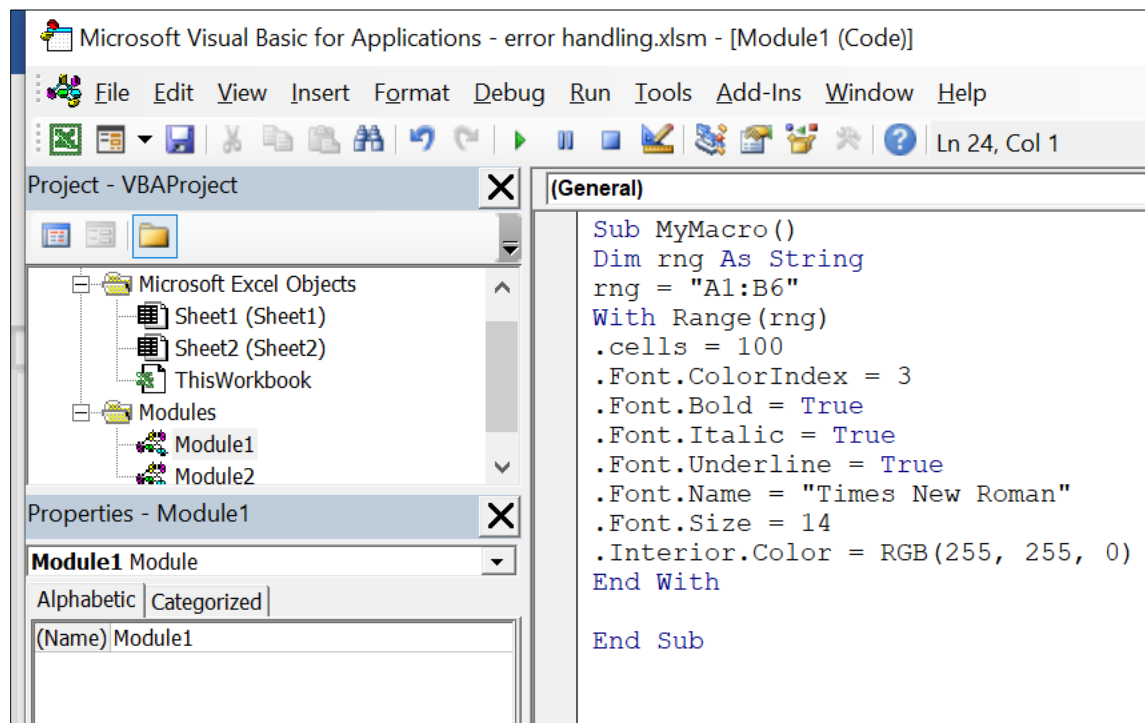 Microsoft Visual Basic for Applications - error handling.xlsm - [Module1 (Code)]
File Edit View Insert Format Debug Run Tools Add-Ins Window Help
Ln 24, Col 1
Project - VBAProject
Microsoft Excel Objects
Sheet1 (Sheet1)
Sheet2 (Sheet2)
ThisWorkbook
Modules
Module1
Module2
Properties - Module1
Module1 Module
Alphabetic Categorized
(Name) Module1
(General)
Sub MyMacro()
Dim rng As String
rng = "A1:B6"
With Range(rng)
.cells = 100
.Font.ColorIndex = 3
.Font.Bold = True
.Font.Italic = True
.Font.Underline = True
.Font.Name = "Times New Roman"
.Font.Size = 14
.Interior.Color = RGB(255, 255, 0)
End With
End Sub